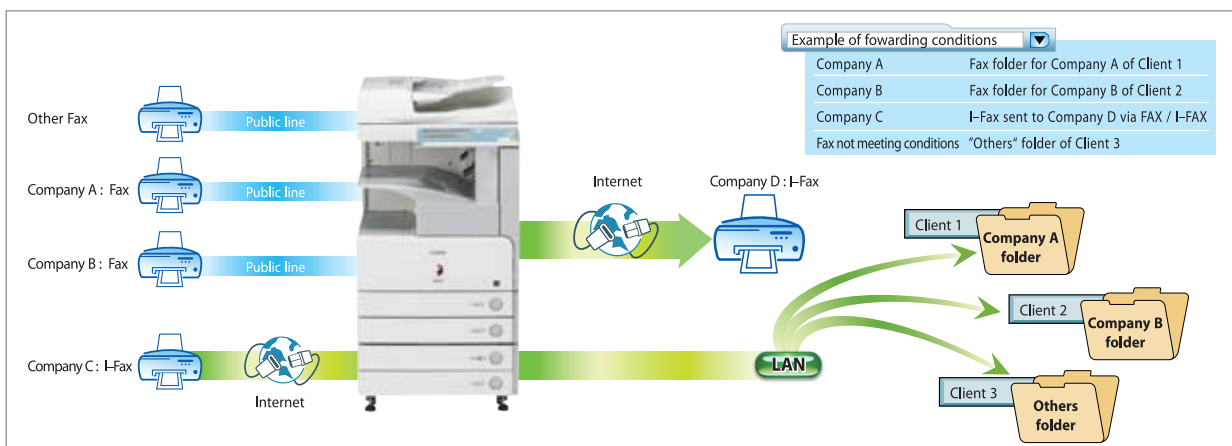 Example of fowarding conditions
Company A Fax folder for Company A of Client 1
Company B Fax folder for Company B of Client 2
Company C I–Fax sent to Company D via FAX / I–FAX
Fax not meeting conditions "Others" folder of Client 3
Other Fax
Public line
Company A : Fax
Public line
Company B : Fax
Public line
Company C : I–Fax
Internet
Internet
Company D : I–Fax
LAN
Client 1
Company A
folder
Client 2
Company B
folder
Client 3
Others
folder